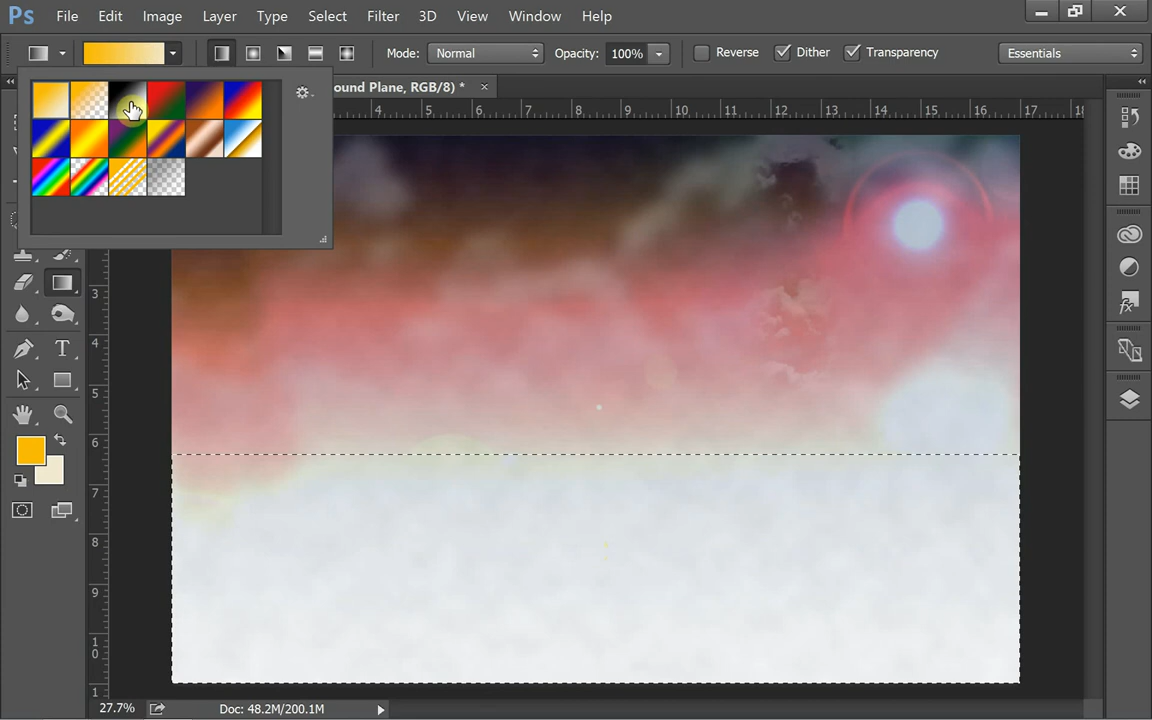 Ps File Edit Image Layer Type Select Filter 3D View Window Help
Mode: Normal Opacity: 100% Reverse Dither Transparency Essentials
ound Plane, RGB/8) * ×
4 5 6 7 8 9 10 11 12 13 14 15 16 17 18
3
4
5
6
7
8
9
10
1
T
27.7% Doc: 48.2M/200.1M